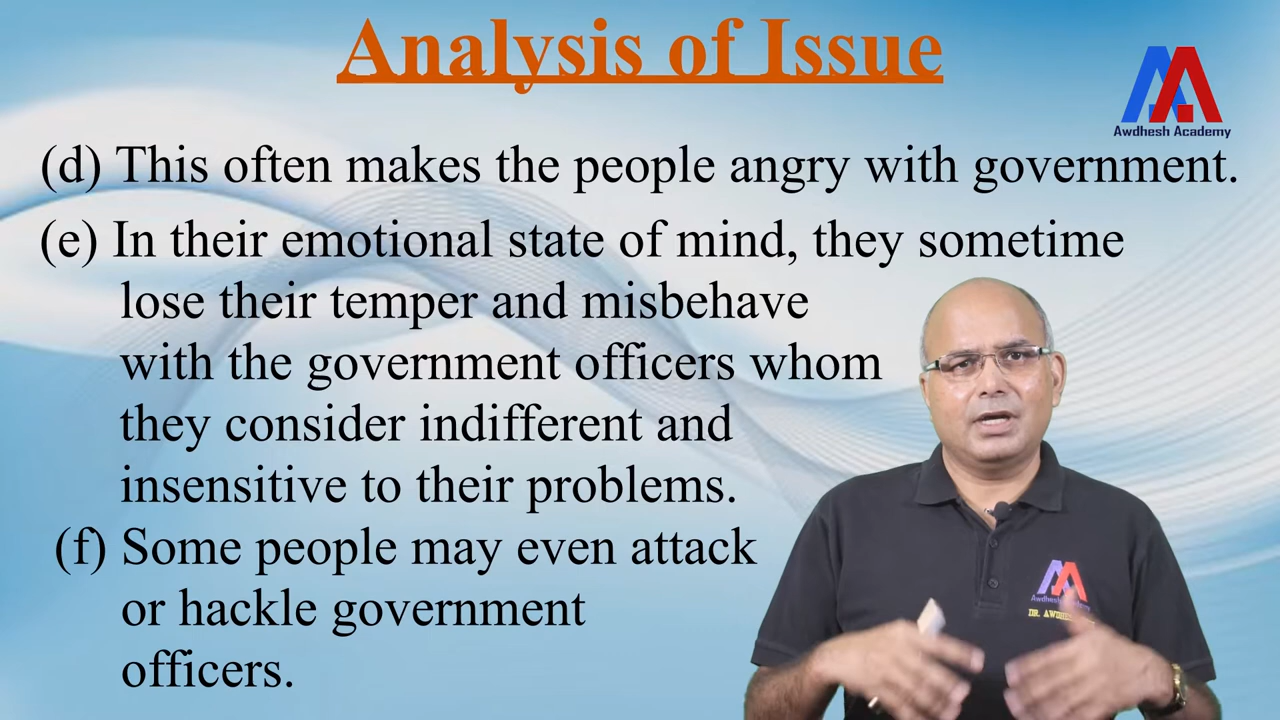 Analysis of Issue
Awdhesh Academy
(d) This often makes the people angry with government.
(e) In their emotional state of mind, they sometime
lose their temper and misbehave
with the government officers whom
they consider indifferent and
insensitive to their problems.
(f) Some people may even attack
or hackle government
officers.
Awdhesh
DR.